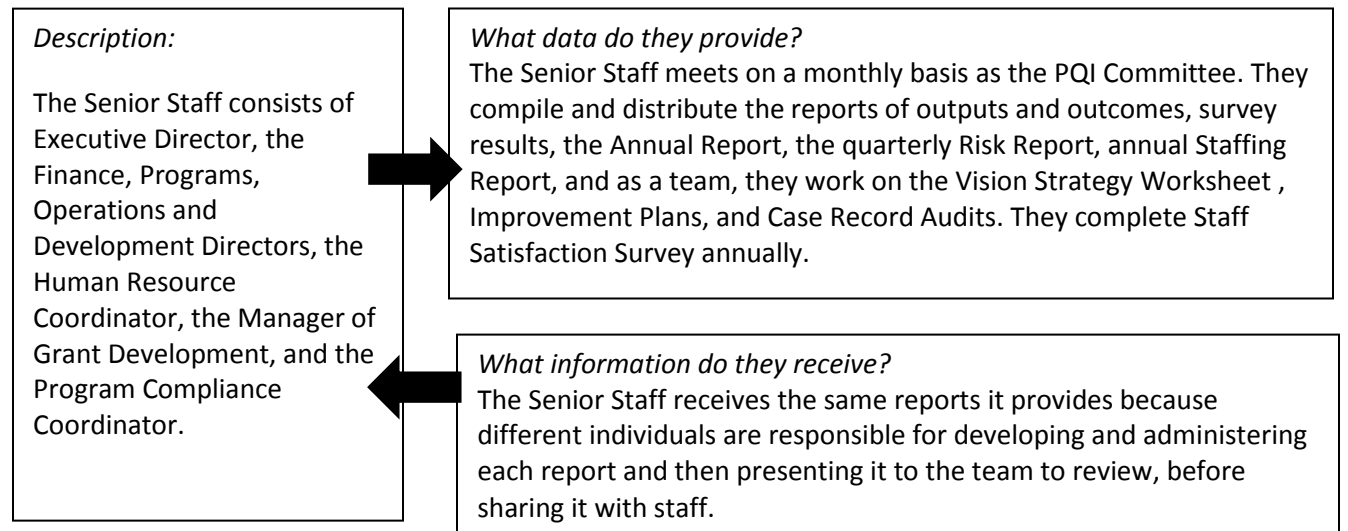 Description:
The Senior Staff consists of
Executive Director, the
Finance, Programs,
Operations and
Development Directors, the
Human Resource
Coordinator, the Manager of
Grant Development, and the
Program Compliance
Coordinator.
What data do they provide?
The Senior Staff meets on a monthly basis as the PQI Committee. They
compile and distribute the reports of outputs and outcomes, survey
results, the Annual Report, the quarterly Risk Report, annual Staffing
Report, and as a team, they work on the Vision Strategy Worksheet ,
Improvement Plans, and Case Record Audits. They complete Staff
Satisfaction Survey annually.
What information do they receive?
The Senior Staff receives the same reports it provides because
different individuals are responsible for developing and administering
each report and then presenting it to the team to review, before
sharing it with staff.